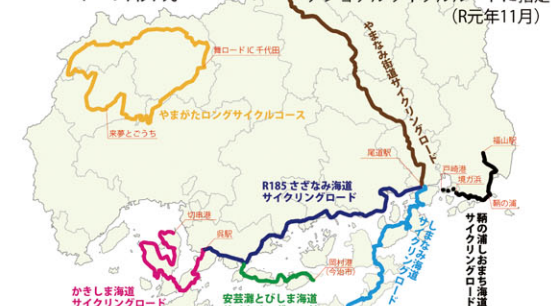 (R元年11月)
やまなみ街道サイクリングロード
舞ロードIC千代田
やまがたロングサイクルコース
来夢とごうち
福山駅
尾道駅
戸崎港
境ガ浜
鞆の浦
R185 さざなみ海道
サイクリングロード
切串港
呉駅
しまなみ海道
サイクリングロード
鞆の浦しおまち海道
サイクリングロード
岡村港
(今治市)
かきしま海道
サイクリングロード
安芸灘とびしま海道